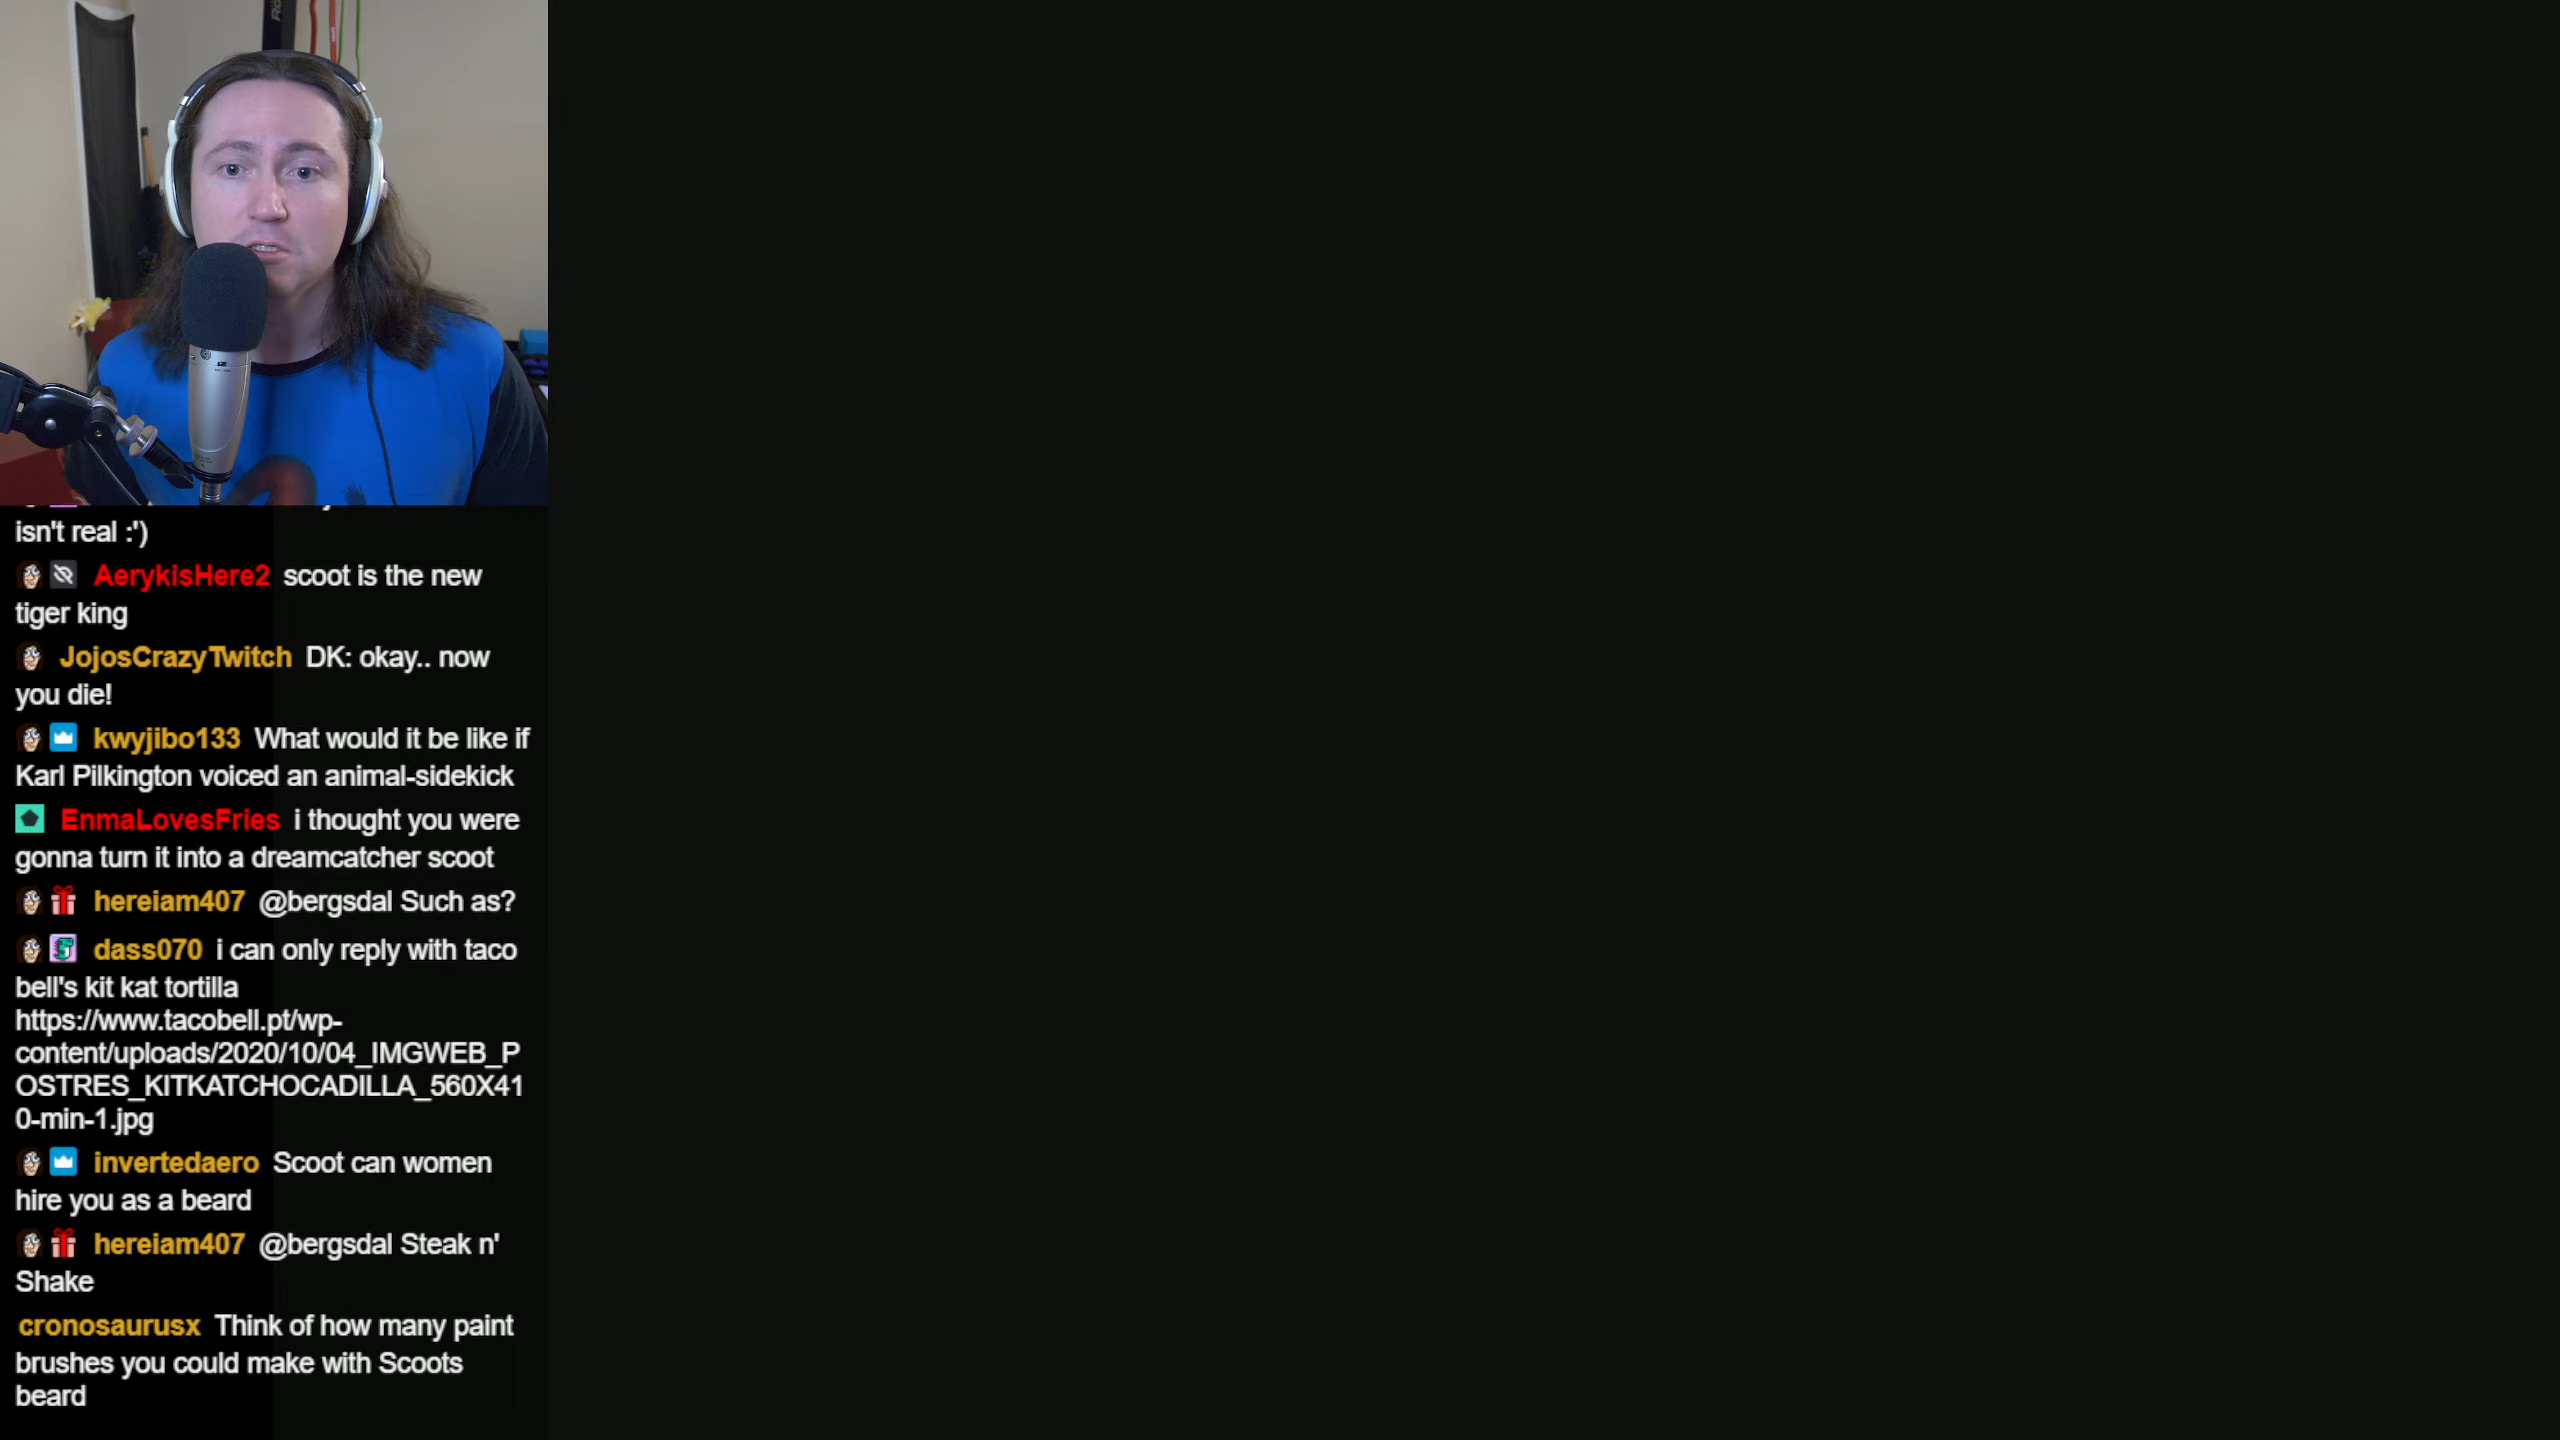 isn't real :')
AerykisHere2 scoot is the new
tiger king
JojosCrazyTwitch DK: okay.. now
you die!
kwyjibo133 What would it be like if
Karl Pilkington voiced an animal-sidekick
EnmaLovesFries i thought you were
gonna turn it into a dreamcatcher scoot
hereiam407 @bergsdal Such as?
dass070 i can only reply with taco
bell's kit kat tortilla
https://www.tacobell.pt/wp-
content/uploads/2020/10/04_IMGWEB_P
OSTRES_KITKATCHOCADILLA_560X41
0-min-1.jpg
invertedaero Scoot can women
hire you as a beard
hereiam407 @bergsdal Steak n'
Shake
cronosaurusx Think of how many paint
brushes you could make with Scoots
beard